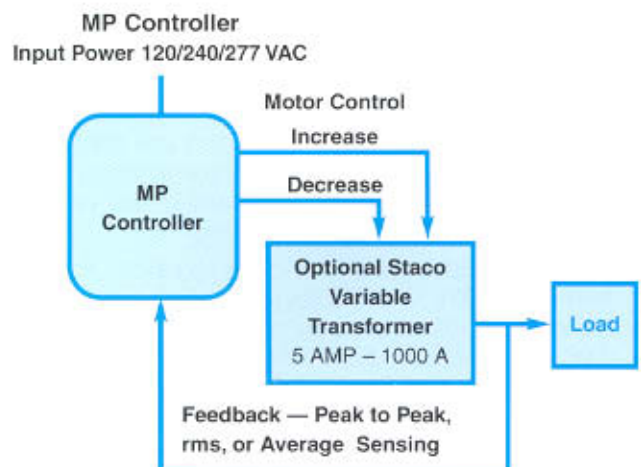 MP Controller
Input Power 120/240/277 VAC
Motor Control
Increase
Decrease
MP
Controller
Optional Staco
Variable
Transformer
5 AMP – 1000 A
Load
Feedback — Peak to Peak,
rms, or Average Sensing